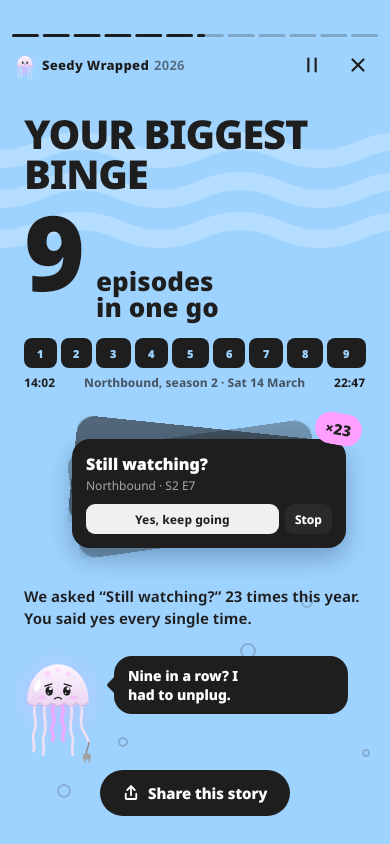 Seedy Wrapped 2026
YOUR BIGGEST
BINGE
9 episodes
in one go
1 2 3 4 5 6 7 8 9
14:02 Northbound, season 2 · Sat 14 March 22:47
×23
Still watching?
Northbound · S2 E7
Yes, keep going Stop
We asked “Still watching?” 23 times this year.
You said yes every single time.
Nine in a row? I
had to unplug.
Share this story